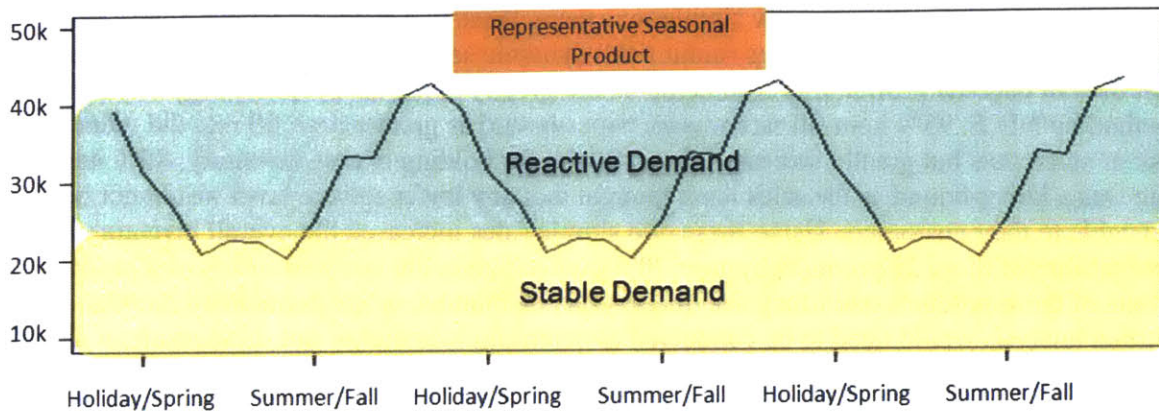 Representative Seasonal
Product
50k
40k
30k
20k
10k
Reactive Demand
Stable Demand
Holiday/Spring
Summer/Fall
Holiday/Spring
Summer/Fall
Holiday/Spring
Summer/Fall